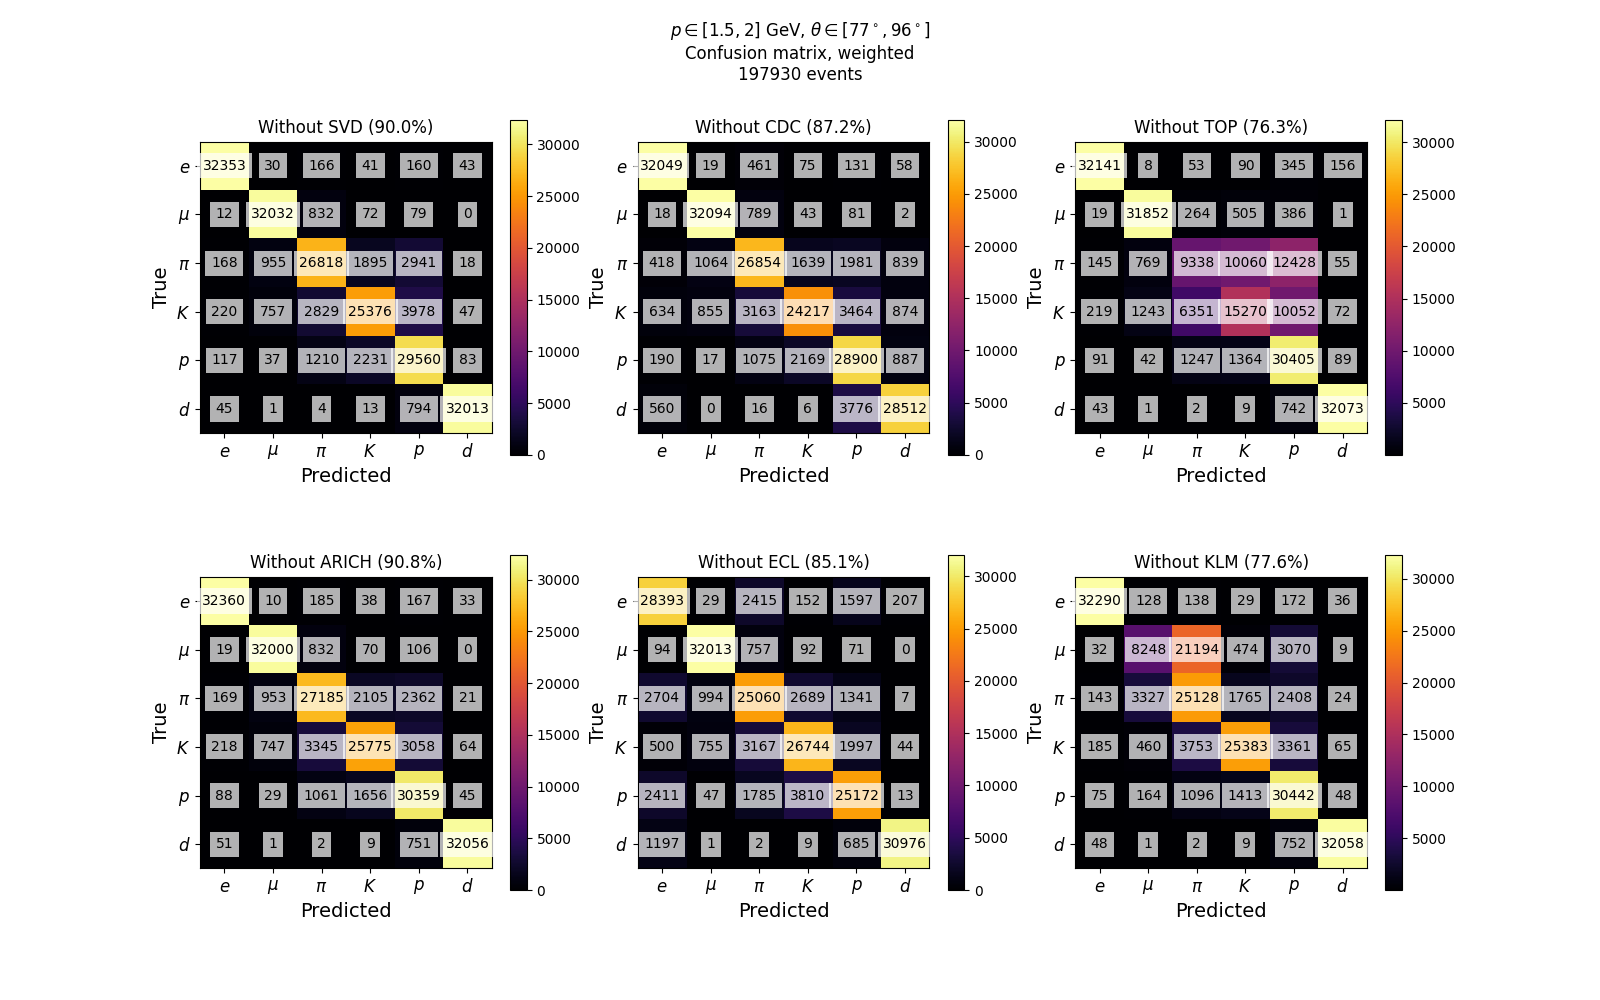 p ∈ [1.5, 2] GeV, θ ∈ [77°, 96°]
Confusion matrix, weighted
197930 events
Without SVD (90.0%)
True
e 32353 30 166 41 160 43
μ 12 32032 832 72 79 0
π 168 955 26818 1895 2941 18
K 220 757 2829 25376 3978 47
p 117 37 1210 2231 29560 83
d 45 1 4 13 794 32013
e μ π K p d
Predicted
30000
25000
20000
15000
10000
5000
0
Without CDC (87.2%)
True
e 32049 19 461 75 131 58
μ 18 32094 789 43 81 2
π 418 1064 26854 1639 1981 839
K 634 855 3163 24217 3464 874
p 190 17 1075 2169 28900 887
d 560 0 16 6 3776 28512
e μ π K p d
Predicted
30000
25000
20000
15000
10000
5000
0
Without TOP (76.3%)
True
e 32141 8 53 90 345 156
μ 19 31852 264 505 386 1
π 145 769 9338 10060 12428 55
K 219 1243 6351 15270 10052 72
p 91 42 1247 1364 30405 89
d 43 1 2 9 742 32073
e μ π K p d
Predicted
30000
25000
20000
15000
10000
5000
Without ARICH (90.8%)
True
e 32360 10 185 38 167 33
μ 19 32000 832 70 106 0
π 169 953 27185 2105 2362 21
K 218 747 3345 25775 3058 64
p 88 29 1061 1656 30359 45
d 51 1 2 9 751 32056
e μ π K p d
Predicted
30000
25000
20000
15000
10000
5000
0
Without ECL (85.1%)
True
e 28393 29 2415 152 1597 207
μ 94 32013 757 92 71 0
π 2704 994 25060 2689 1341 7
K 500 755 3167 26744 1997 44
p 2411 47 1785 3810 25172 13
d 1197 1 2 9 685 30976
e μ π K p d
Predicted
30000
25000
20000
15000
10000
5000
0
Without KLM (77.6%)
True
e 32290 128 138 29 172 36
μ 32 8248 21194 474 3070 9
π 143 3327 25128 1765 2408 24
K 185 460 3753 25383 3361 65
p 75 164 1096 1413 30442 48
d 48 1 2 9 752 32058
e μ π K p d
Predicted
30000
25000
20000
15000
10000
5000